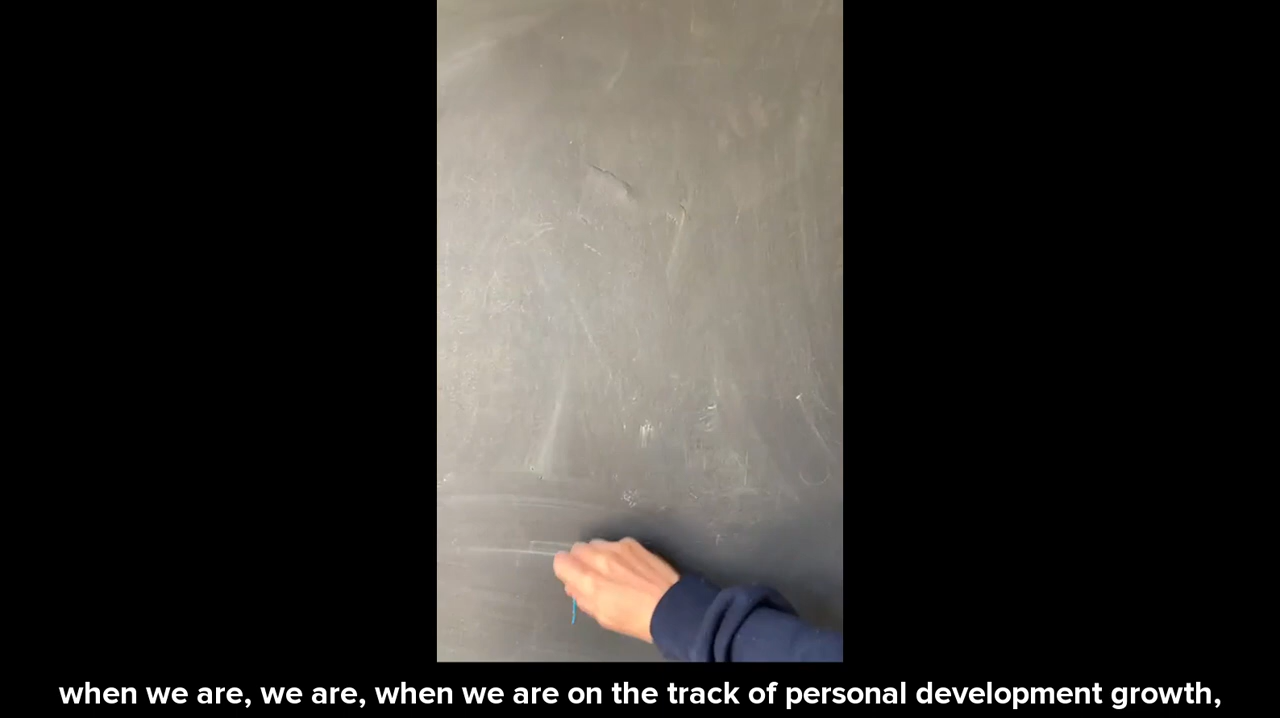 when we are, we are, when we are on the track of personal development growth,